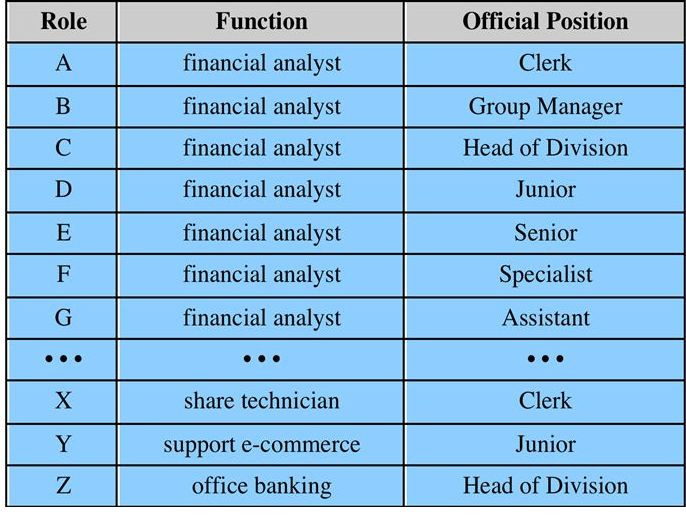 Role Function Official Position
A financial analyst Clerk
B financial analyst Group Manager
C financial analyst Head of Division
D financial analyst Junior
E financial analyst Senior
F financial analyst Specialist
G financial analyst Assistant
••• ••• •••
X share technician Clerk
Y support e-commerce Junior
Z office banking Head of Division